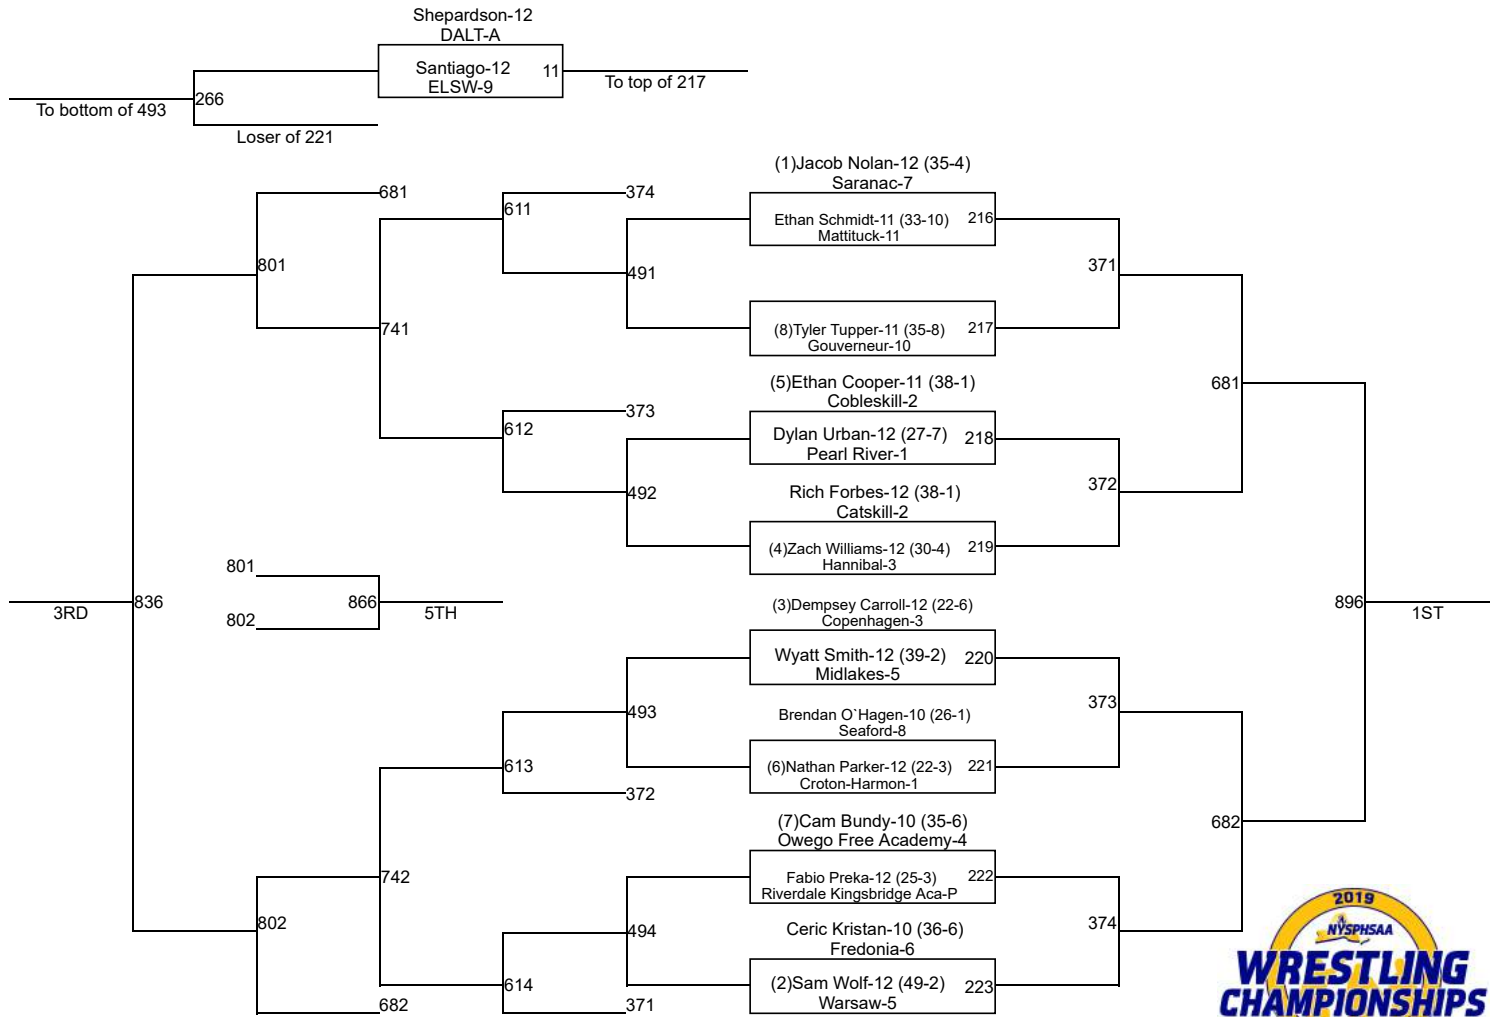 Shepardson-12
DALT-A
Santiago-12
11
ELSW-9
To top of 217
266
To bottom of 493
Loser of 221
(1)Jacob Nolan-12 (35-4)
Saranac-7
681
374
611
Ethan Schmidt-11 (33-10)
216
Mattituck-11
801
491
371
741
(8)Tyler Tupper-11 (35-8)
217
Gouverneur-10
(5)Ethan Cooper-11 (38-1)
681
Cobleskill-2
373
612
Dylan Urban-12 (27-7)
218
Pearl River-1
372
492
Rich Forbes-12 (38-1)
Catskill-2
(4)Zach Williams-12 (30-4)
219
Hannibal-3
801
836
866
896
3RD
802
5TH
1ST
(3)Dempsey Carroll-12 (22-6)
Copenhagen-3
Wyatt Smith-12 (39-2)
220
Midlakes-5
373
493
Brendan O`Hagen-10 (26-1)
Seaford-8
613
(6)Nathan Parker-12 (22-3)
221
Croton-Harmon-1
372
(7)Cam Bundy-10 (35-6)
682
Owego Free Academy-4
742
Fabio Preka-12 (25-3)
222
Riverdale Kingsbridge Aca-P
802
494
Ceric Kristan-10 (36-6)
374
Fredonia-6
614
(2)Sam Wolf-12 (49-2)
223
Warsaw-5
682
371
2019
NYSPHSAA
WRESTLING
CHAMPIONSHIPS